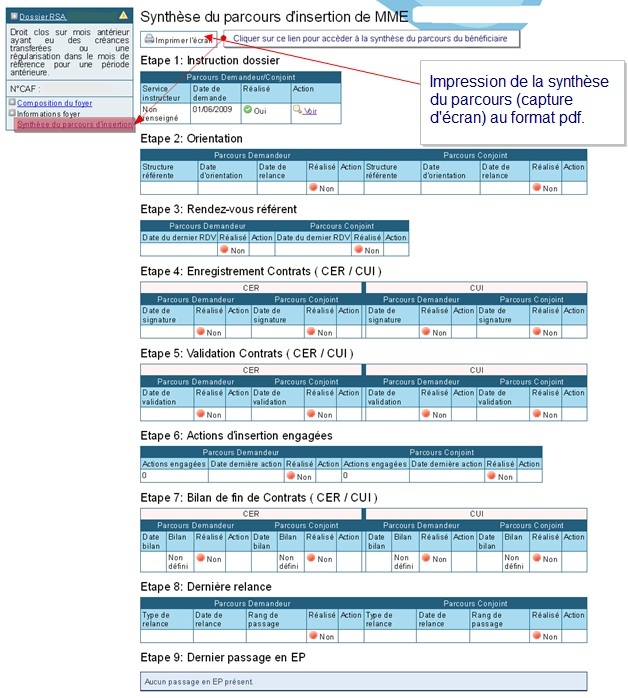 Dossier RSA
Droit clos sur mois antérieur
ayant eu des créances
transferées ou une
régularisation dans le mois de
référence pour une période
antérieure.
N°CAF :
Composition du foyer
Informations foyer
Synthèse du parcours d'insertion
Synthèse du parcours d'insertion de MME
Imprimer l'écran
Cliquer sur ce lien pour accèder à la synthèse du parcours du bénéficiaire
Impression de la synthèse
du parcours (capture
d'écran) au format pdf.
Etape 1: Instruction dossier
Parcours Demandeur/Conjoint
Service instructeur Date de demande Réalisé Action
Non renseigné 01/06/2009 Oui Voir
Etape 2: Orientation
Parcours Demandeur Parcours Conjoint
Structure référente Date d'orientation Date de relance Réalisé Action Structure référente Date d'orientation Date de relance Réalisé Action
Non Non
Etape 3: Rendez-vous référent
Parcours Demandeur Parcours Conjoint
Date du dernier RDV Réalisé Action Date du dernier RDV Réalisé Action
Non Non
Etape 4: Enregistrement Contrats ( CER / CUI )
CER CUI
Parcours Demandeur Parcours Conjoint Parcours Demandeur Parcours Conjoint
Date de signature Réalisé Action Date de signature Réalisé Action Date de signature Réalisé Action Date de signature Réalisé Action
Non Non Non Non
Etape 5: Validation Contrats ( CER / CUI )
CER CUI
Parcours Demandeur Parcours Conjoint Parcours Demandeur Parcours Conjoint
Date de validation Réalisé Action Date de validation Réalisé Action Date de validation Réalisé Action Date de validation Réalisé Action
Non Non Non Non
Etape 6: Actions d'insertion engagées
Parcours Demandeur Parcours Conjoint
Actions engagées Date dernière action Réalisé Action Actions engagées Date dernière action Réalisé Action
0 Non 0 Non
Etape 7: Bilan de fin de Contrats ( CER / CUI )
CER CUI
Parcours Demandeur Parcours Conjoint Parcours Demandeur Parcours Conjoint
Date bilan Bilan Réalisé Action Date bilan Bilan Réalisé Action Date bilan Bilan Réalisé Action Date bilan Bilan Réalisé Action
Non défini Non Non défini Non Non défini Non Non défini Non
Etape 8: Dernière relance
Parcours Demandeur Parcours Conjoint
Type de relance Date de relance Rang de passage Réalisé Action Type de relance Date de relance Rang de passage Réalisé Action
Non Non
Etape 9: Dernier passage en EP
Aucun passage en EP présent.